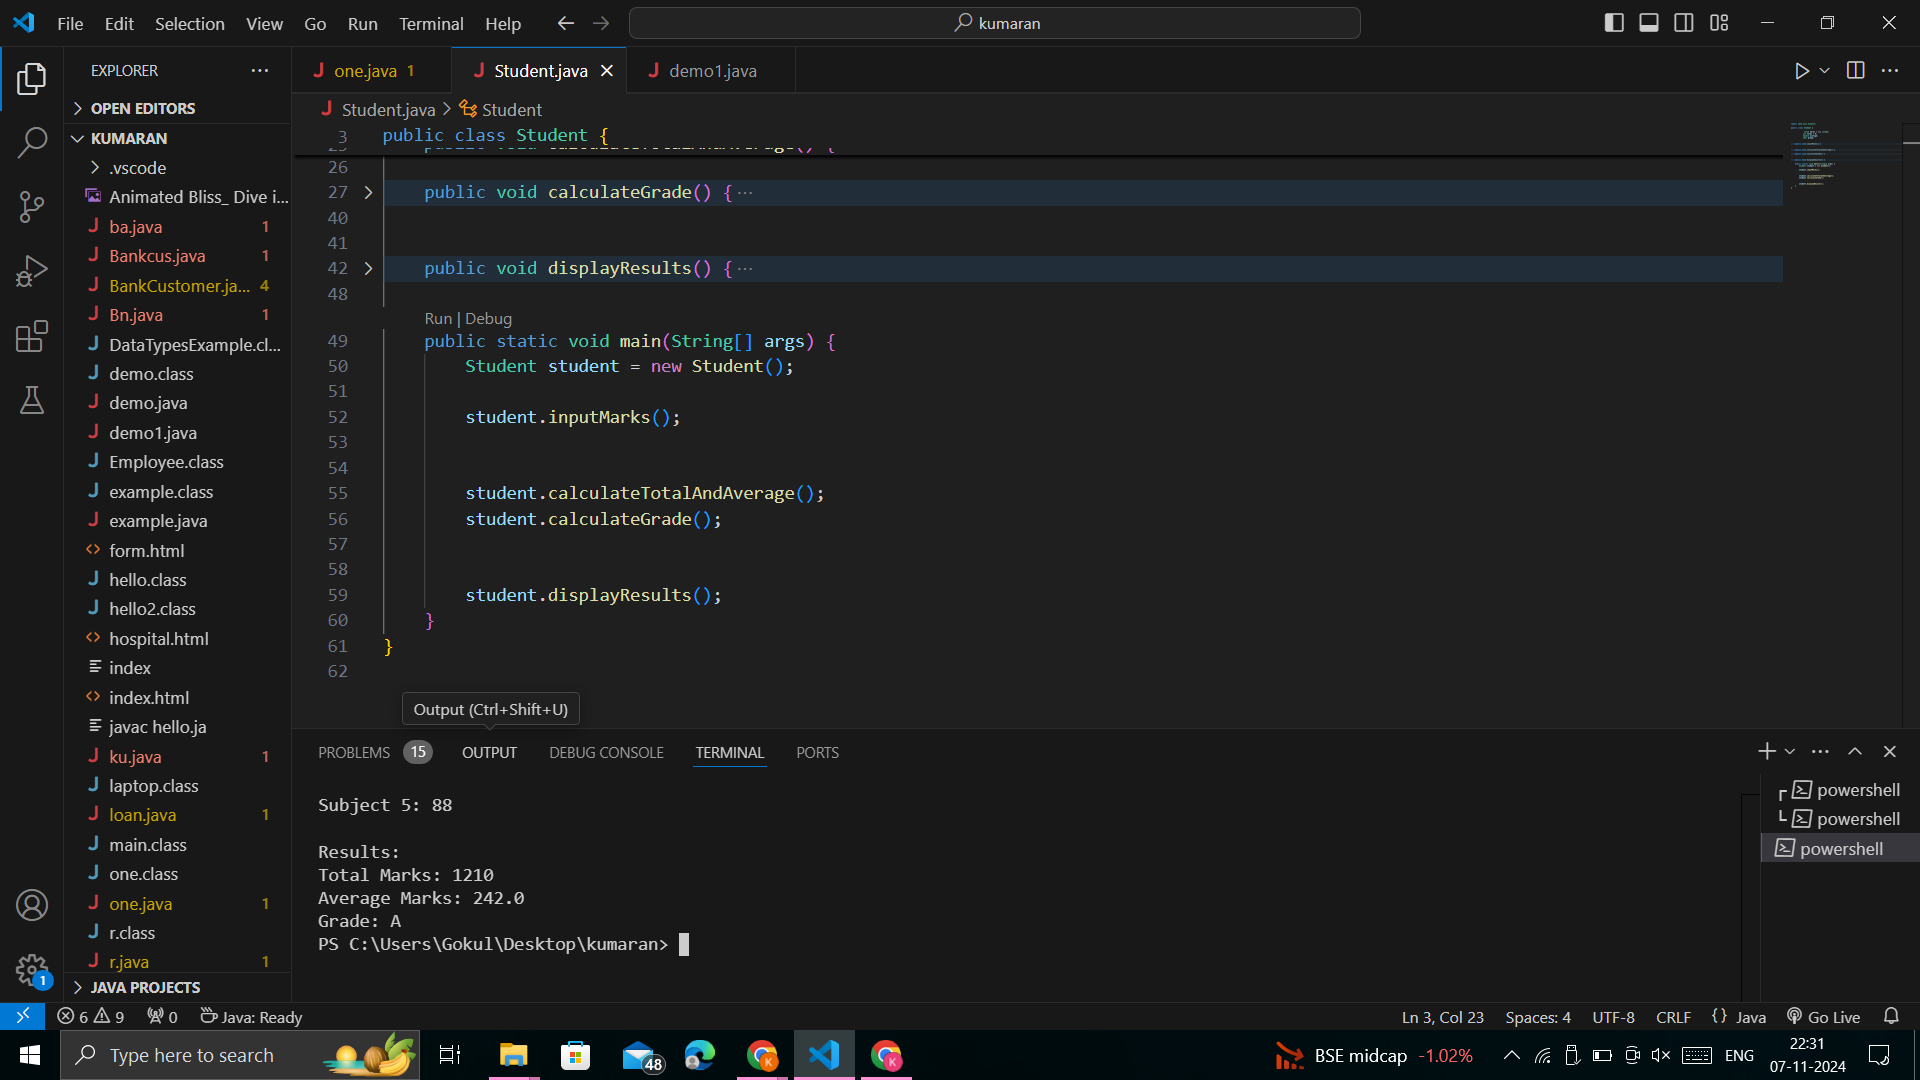 File Edit Selection View Go Run Terminal Help
kumaran
EXPLORER
OPEN EDITORS
KUMARAN
.vscode
Animated Bliss_ Dive i...
ba.java 1
Bankcus.java 1
BankCustomer.ja... 4
Bn.java 1
DataTypesExample.cl...
demo.class
demo.java
demo1.java
Employee.class
example.class
example.java
form.html
hello.class
hello2.class
hospital.html
index
index.html
javac hello.ja
ku.java 1
laptop.class
loan.java 1
main.class
one.class
one.java 1
r.class
r.java 1
JAVA PROJECTS
one.java 1 Student.java demo1.java
Student.java > Student
3 public class Student {
26
27 public void calculateGrade() { ...
40
41
42 public void displayResults() { ...
48
Run | Debug
49 public static void main(String[] args) {
50 Student student = new Student();
51
52 student.inputMarks();
53
54
55 student.calculateTotalAndAverage();
56 student.calculateGrade();
57
58
59 student.displayResults();
60 }
61 }
62
Output (Ctrl+Shift+U)
PROBLEMS 15 OUTPUT DEBUG CONSOLE TERMINAL PORTS
Subject 5: 88
Results:
Total Marks: 1210
Average Marks: 242.0
Grade: A
PS C:\Users\Gokul\Desktop\kumaran>
powershell
powershell
powershell
1
6 9 0 Java: Ready
Ln 3, Col 23 Spaces: 4 UTF-8 CRLF {} Java Go Live
Type here to search
48
BSE midcap -1.02%
ENG
22:31
07-11-2024